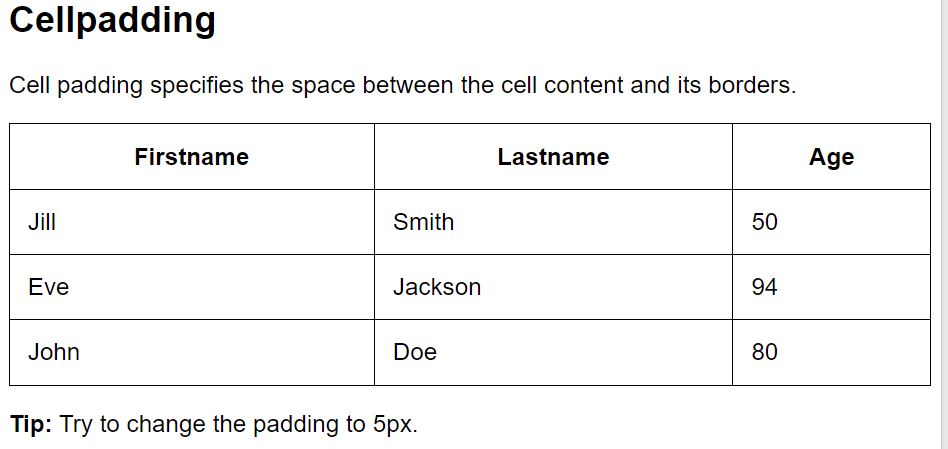 Cellpadding
Cell padding specifies the space between the cell content and its borders.
Firstname Lastname Age
Jill Smith 50
Eve Jackson 94
John Doe 80
Tip: Try to change the padding to 5px.